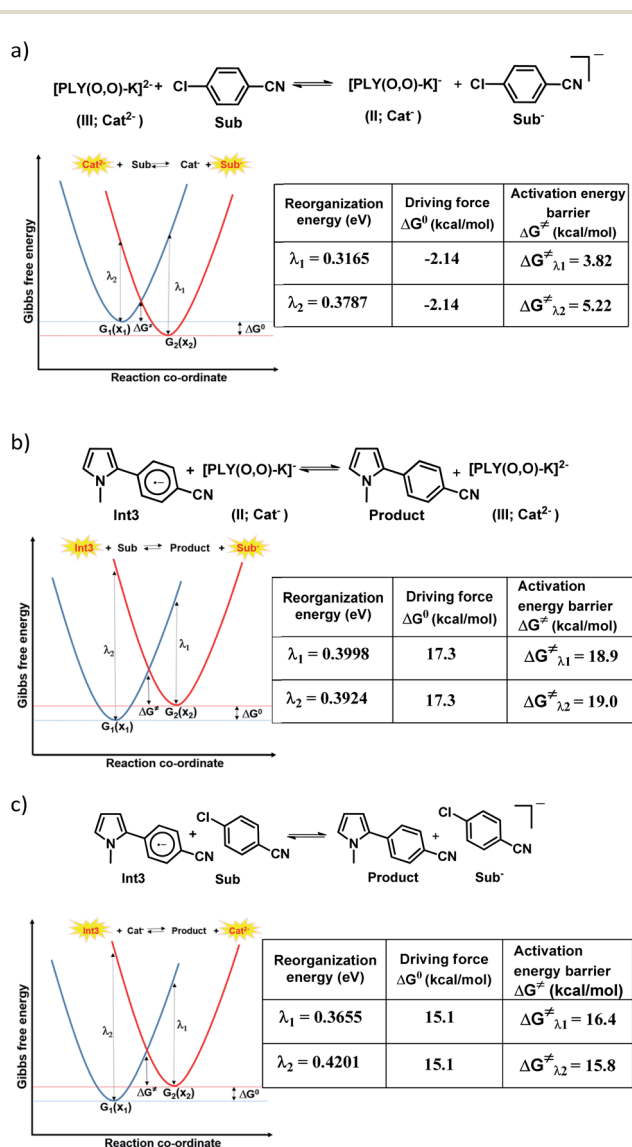 a)
[PLY(O,O)-K]²⁻ + Cl CN ⇌ [PLY(O,O)-K]⁻ + Cl CN ⁻
(III; Cat²⁻) Sub (II; Cat⁻) Sub⁻
Cat²⁻ + Sub ⇌ Cat⁻ + Sub⁻
Gibbs free energy
λ₂
λ₁
G₁(x₁) ΔG≠ G₂(x₂) ΔG⁰
Reaction co-ordinate
Reorganization energy (eV) | Driving force ΔG⁰ (kcal/mol) | Activation energy barrier ΔG≠ (kcal/mol)
λ₁ = 0.3165 | -2.14 | ΔG≠λ1 = 3.82
λ₂ = 0.3787 | -2.14 | ΔG≠λ2 = 5.22
b)
N CN + [PLY(O,O)-K]⁻ ⇌ N CN + [PLY(O,O)-K]²⁻
Int3 (II; Cat⁻) Product (III; Cat²⁻)
Int3 + Sub ⇌ Product + Sub⁻
Gibbs free energy
λ₂
λ₁
G₁(x₁) ΔG≠ G₂(x₂) ΔG⁰
Reaction co-ordinate
Reorganization energy (eV) | Driving force ΔG⁰ (kcal/mol) | Activation energy barrier ΔG≠ (kcal/mol)
λ₁ = 0.3998 | 17.3 | ΔG≠λ1 = 18.9
λ₂ = 0.3924 | 17.3 | ΔG≠λ2 = 19.0
c)
N CN + Cl CN ⇌ N CN + Cl CN ⁻
Int3 Sub Product Sub⁻
Int3 + Cat⁻ ⇌ Product + Cat²⁻
Gibbs free energy
λ₂
λ₁
G₁(x₁) ΔG≠ G₂(x₂) ΔG⁰
Reaction co-ordinate
Reorganization energy (eV) | Driving force ΔG⁰ (kcal/mol) | Activation energy barrier ΔG≠ (kcal/mol)
λ₁ = 0.3655 | 15.1 | ΔG≠λ1 = 16.4
λ₂ = 0.4201 | 15.1 | ΔG≠λ2 = 15.8